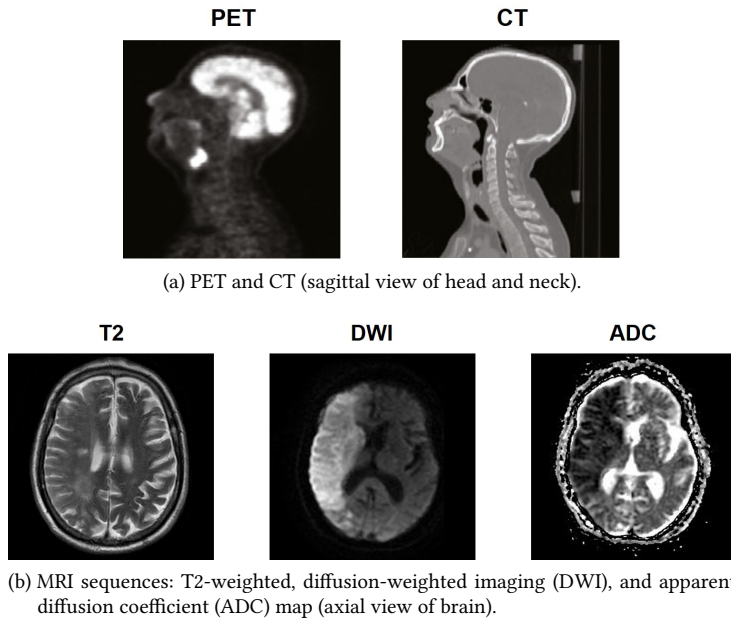 PET CT
(a) PET and CT (sagittal view of head and neck).
T2 DWI ADC
(b) MRI sequences: T2-weighted, diffusion-weighted imaging (DWI), and apparen
diffusion coefficient (ADC) map (axial view of brain).